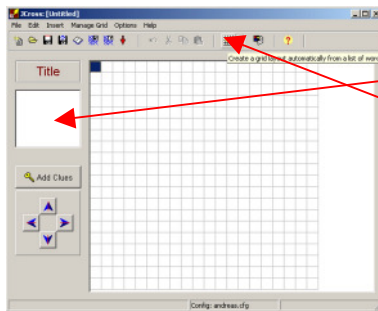 JCross: [Untitled]
File Edit Insert Manage Grid Options Help
Create a grid layout automatically from a list of wor
Title
Add Clues
Config: andreas.cfg